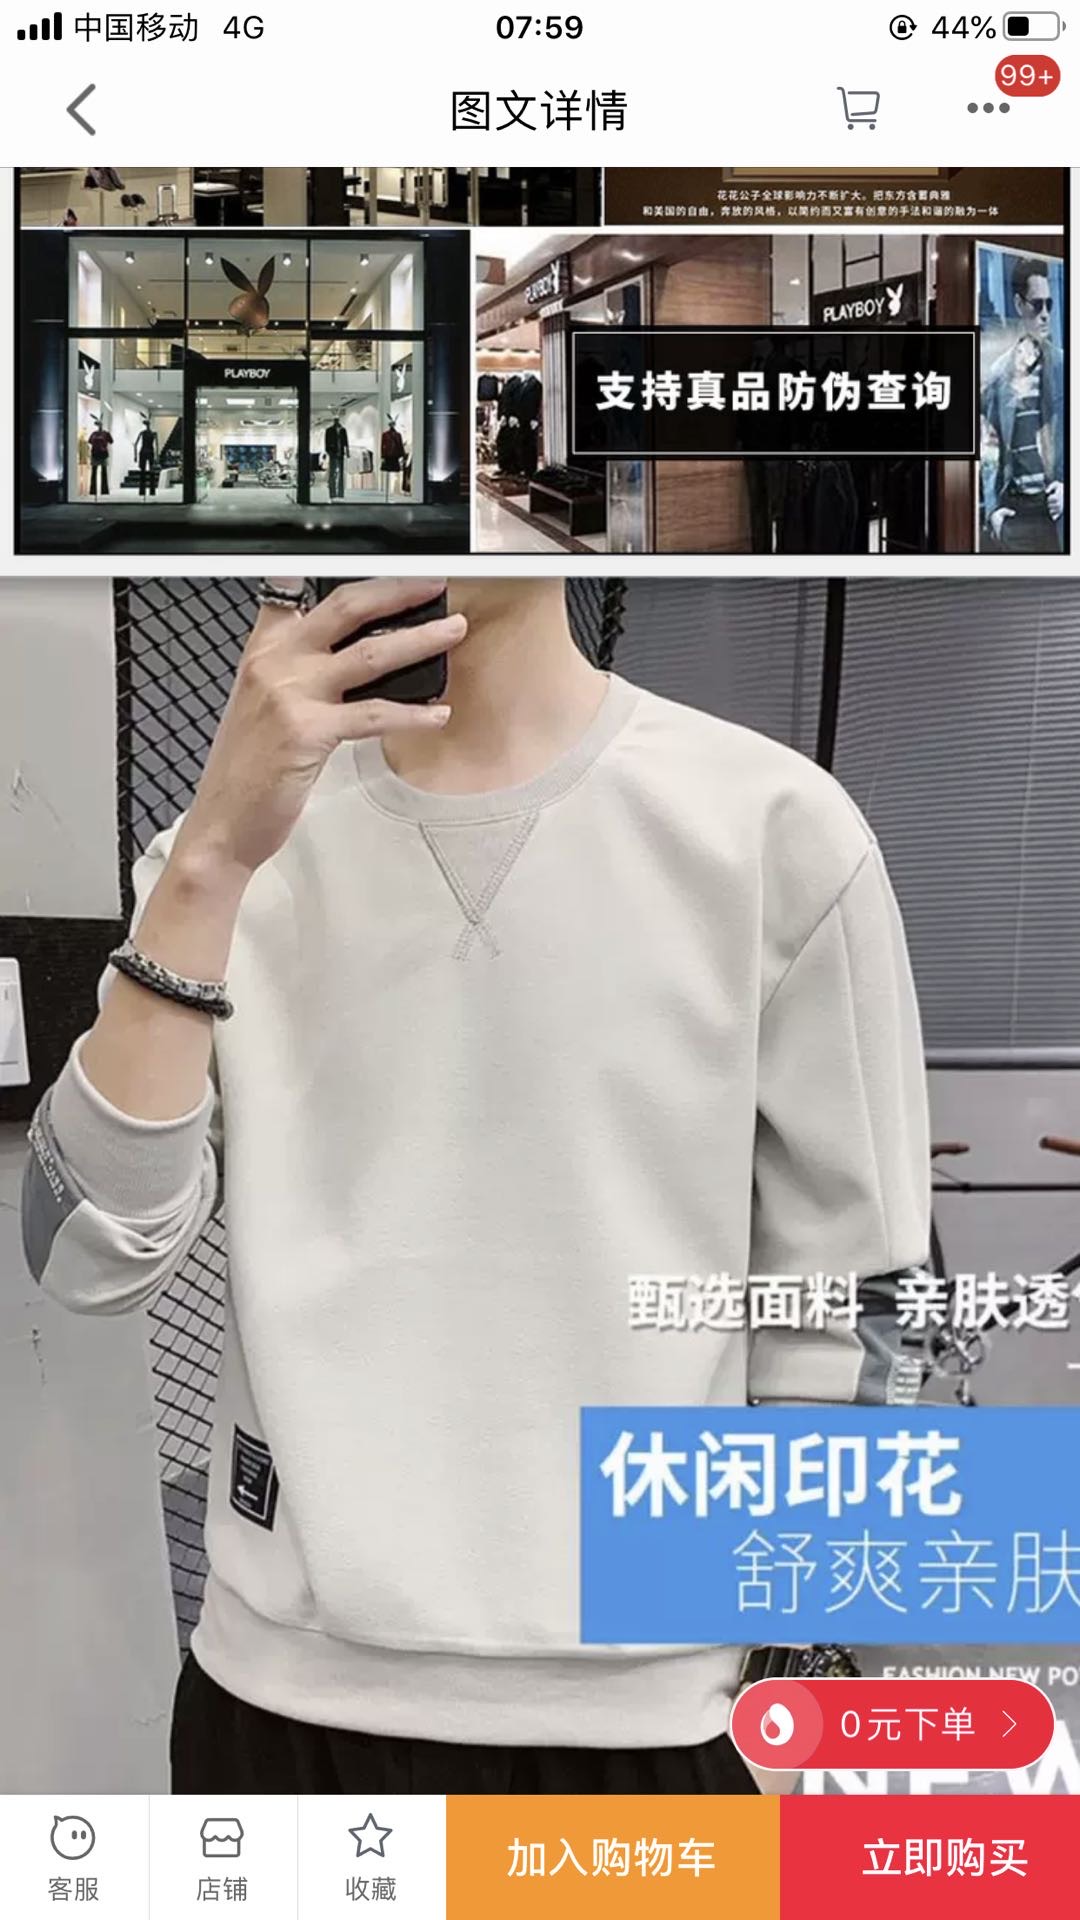 中国移动 4G 07:59 44%
图文详情
99+
花花公子全球影响力不断扩大。把东方含蓄典雅
和美国的自由，奔放的风格，以简约而又富有创意的手法和谐的融为一体
PLAYBOY
PLAYBOY
PLAYBOY
支持真品防伪查询
甄选面料 亲肤透
休闲印花
舒爽亲肤
FASHION NEW PO
0元下单
NEW
客服
店铺
收藏
加入购物车
立即购买